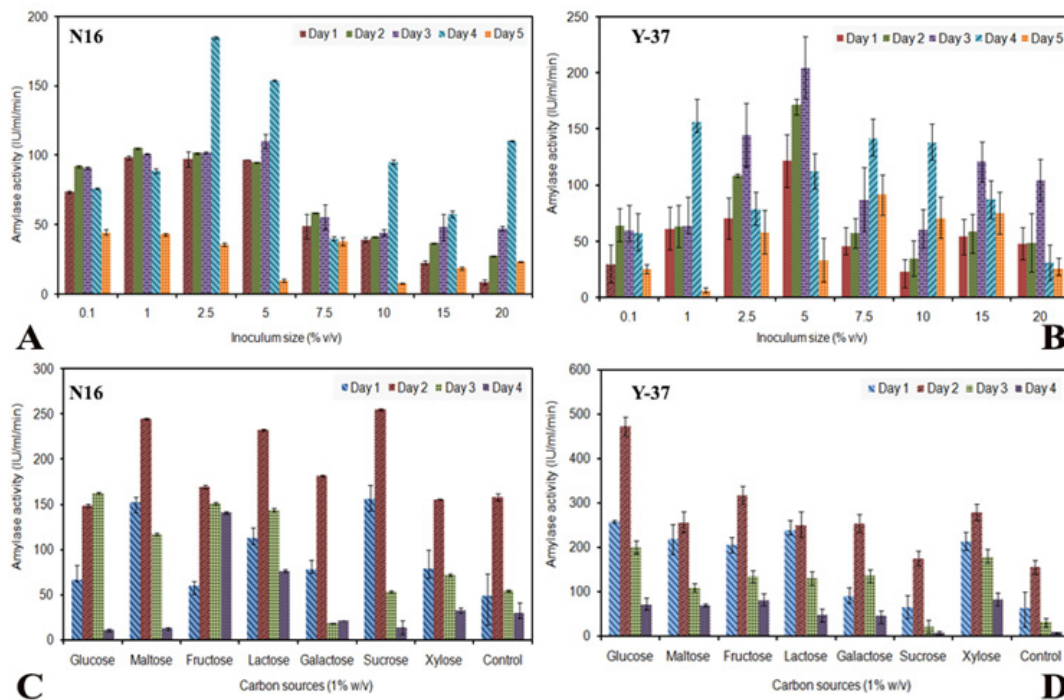 N16
Day 1 Day 2 Day 3 Day 4 Day 5
Amylase activity (IU/ml/min)
200
150
100
50
0
0.1 1 2.5 5 7.5 10 15 20
Inoculum size (% v/v)
A
Y-37
Day 1 Day 2 Day 3 Day 4 Day 5
Amylase activity (IU/ml/min)
250
200
150
100
50
0
0.1 1 2.5 5 7.5 10 15 20
Inoculum size (% v/v)
B
N16
Day 1 Day 2 Day 3 Day 4
Amylase activity (IU/ml/min)
300
250
200
150
100
50
0
Glucose Maltose Fructose Lactose Galactose Sucrose Xylose Control
Carbon sources (1% w/v)
C
Y-37
Day 1 Day 2 Day 3 Day 4
Amylase activity (IU/ml/min)
600
500
400
300
200
100
0
Glucose Maltose Fructose Lactose Galactose Sucrose Xylose Control
Carbon sources (1% w/v)
D